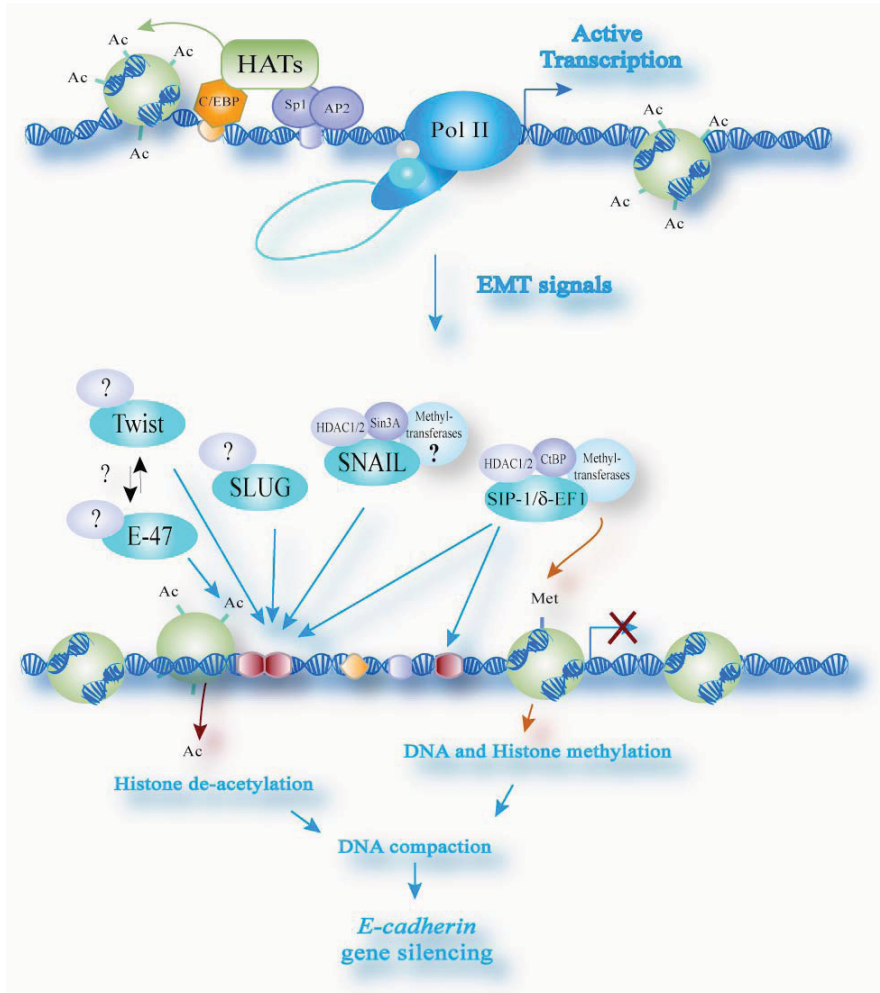 Ac
Ac
Ac
Ac
HATs
C/EBP
Sp1
AP2
Pol II
Active
Transcription
Ac
Ac
Ac
Ac
EMT signals
?
Twist
?
?
E-47
?
SLUG
HDAC1/2
Sin3A
Methyl-
transferases
?
SNAIL
HDAC1/2
CtBP
Methyl-
transferases
SIP-1/δ-EF1
Ac
Ac
Met
Ac
Histone de-acetylation
DNA and Histone methylation
DNA compaction
E-cadherin
gene silencing